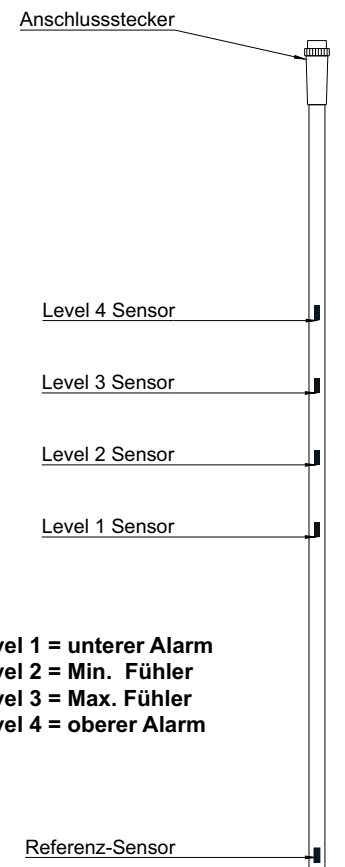 Anschlussstecker
Level 4 Sensor
Level 3 Sensor
Level 2 Sensor
Level 1 Sensor
vel 1 = unterer Alarm
vel 2 = Min. Fühler
vel 3 = Max. Fühler
vel 4 = oberer Alarm
Referenz-Sensor